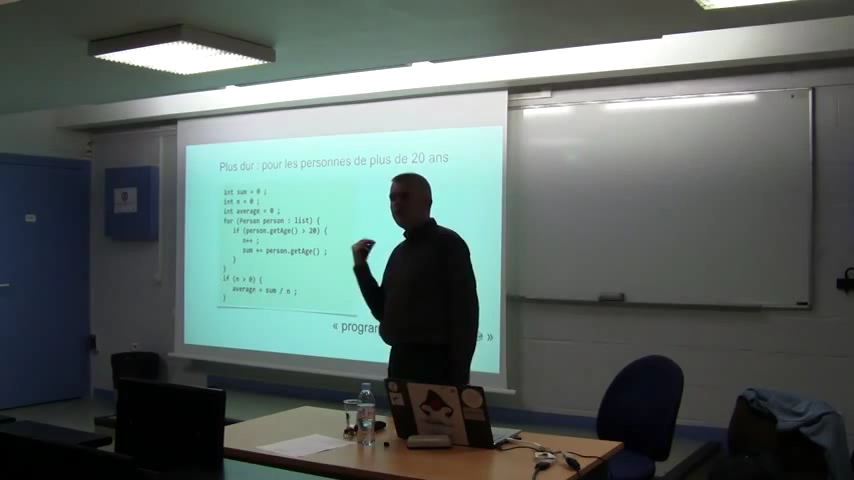 Plus dur : pour les personnes de plus de 20 ans
int sum = 0 ;
int n = 0 ;
int average = 0 ;
for (Person person : list) {
if (person.getAge() > 20) {
n++ ;
sum += person.getAge() ;
}
}
if (n > 0) {
average = sum / n ;
}
« »